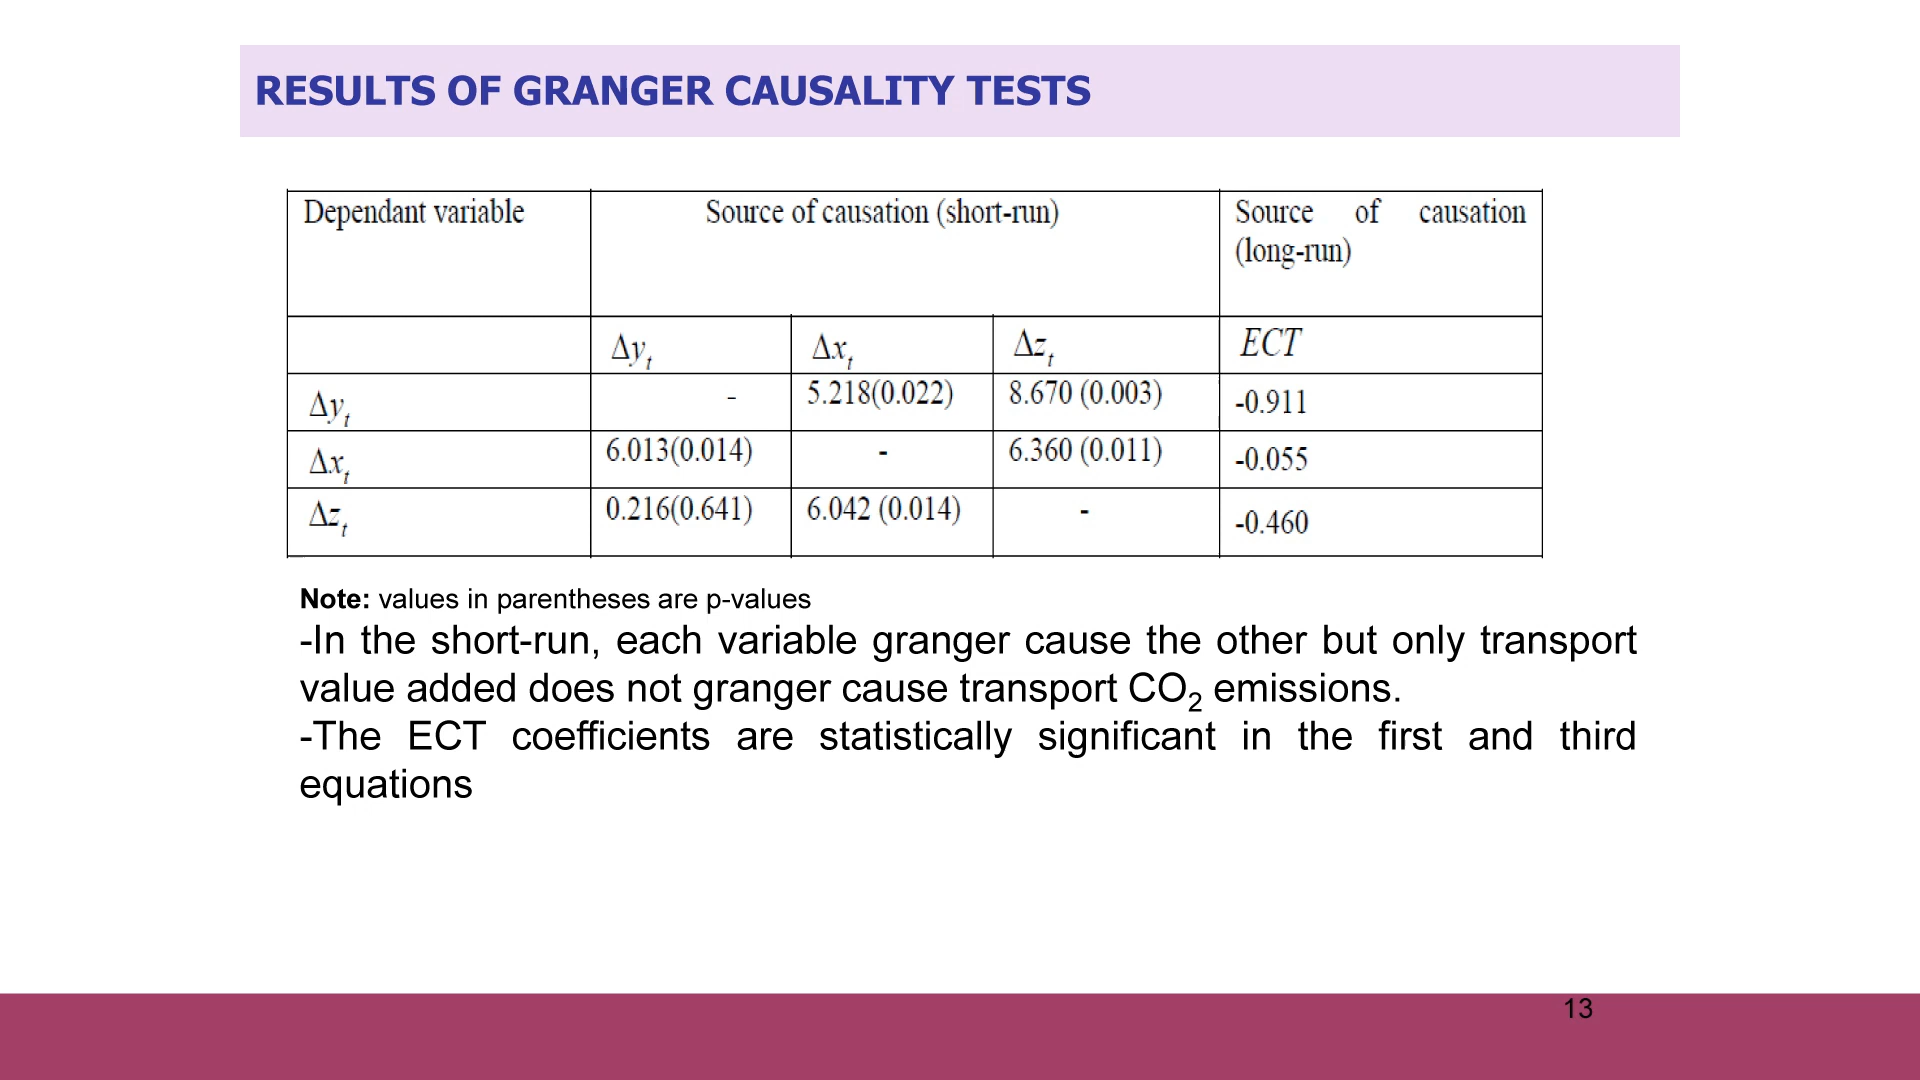 RESULTS OF GRANGER CAUSALITY TESTS
Dependant variable Source of causation (short-run) Source of causation
(long-run)
Δyt Δxt Δzt ECT
Δyt - 5.218(0.022) 8.670 (0.003) -0.911
Δxt 6.013(0.014) - 6.360 (0.011) -0.055
Δzt 0.216(0.641) 6.042 (0.014) - -0.460
Note: values in parentheses are p-values
-In the short-run, each variable granger cause the other but only transport
value added does not granger cause transport CO2 emissions.
-The ECT coefficients are statistically significant in the first and third
equations
13